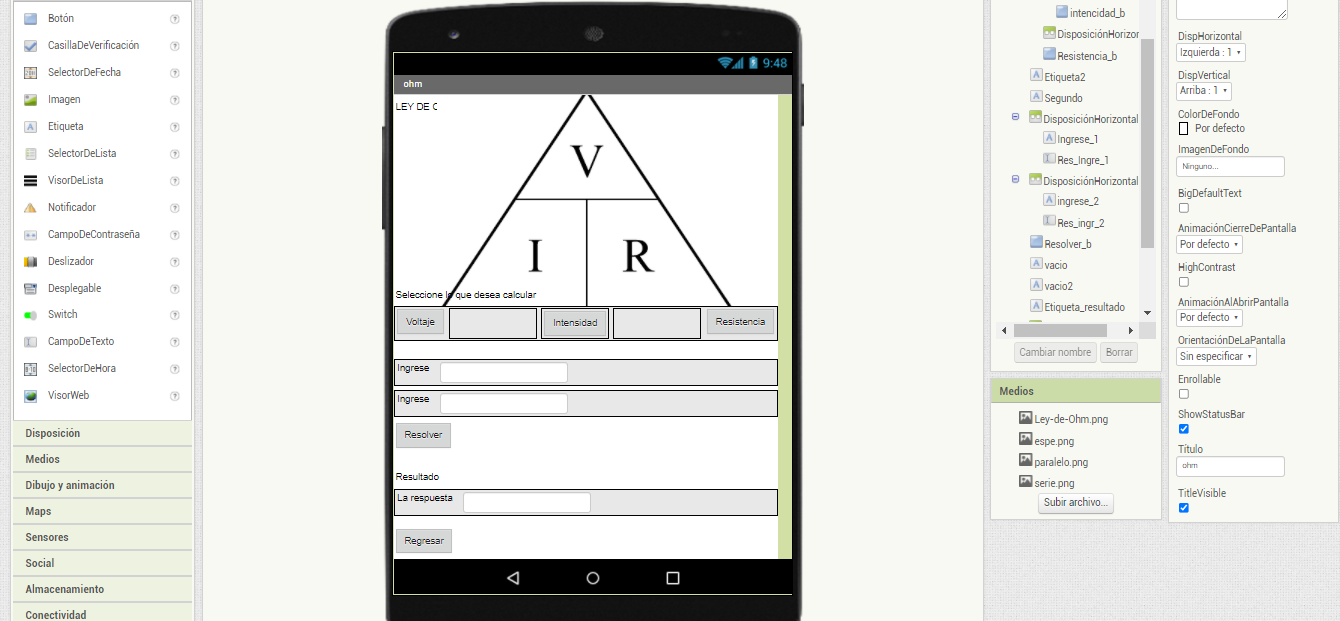 Botón
CasillaDeVerificación
SelectorDeFecha
Imagen
Etiqueta
SelectorDeLista
VisorDeLista
Notificador
CampoDeContraseña
Deslizador
Desplegable
Switch
CampoDeTexto
SelectorDeHora
VisorWeb
Disposición
Medios
Dibujo y animación
Maps
Sensores
Social
Almacenamiento
Conectividad
9:48
ohm
LEY DE C
V
I R
Seleccione lo que desea calcular
Voltaje Intensidad Resistencia
Ingrese
Ingrese
Resolver
Resultado
La respuesta
Regresar
intencidad_b
DisposiciónHorizor
Resistencia_b
Etiqueta2
Segundo
DisposiciónHorizontal
Ingrese_1
Res_Ingre_1
DisposiciónHorizontal
ingrese_2
Res_ingr_2
Resolver_b
vacio
vacio2
Etiqueta_resultado
Cambiar nombre Borrar
Medios
Ley-de-Ohm.png
espe.png
paralelo.png
serie.png
Subir archivo...
DispHorizontal
Izquierda : 1
DispVertical
Arriba : 1
ColorDeFondo
Por defecto
ImagenDeFondo
Ninguno...
BigDefaultText
AnimaciónCierreDePantalla
Por defecto
HighContrast
AnimaciónAlAbrirPantalla
Por defecto
OrientaciónDeLaPantalla
Sin especificar
Enrollable
ShowStatusBar
Título
ohm
TitleVisible